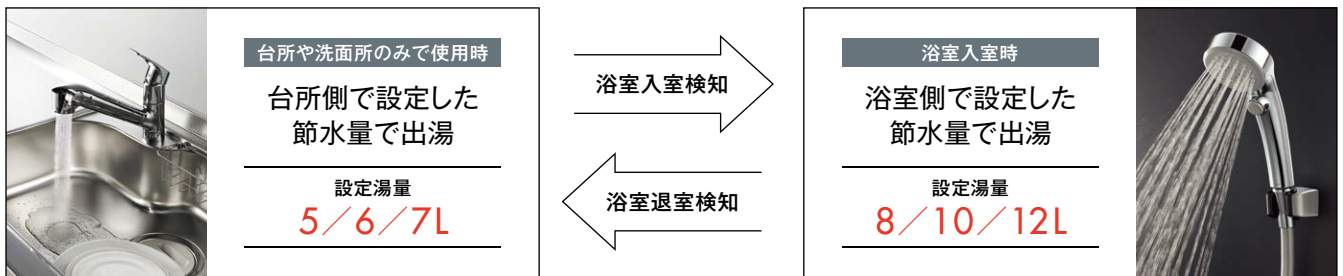 台所や洗面所のみで使用時
台所側で設定した
節水量で出湯
設定湯量
5／6／7L
浴室入室検知
浴室退室検知
浴室入室時
浴室側で設定した
節水量で出湯
設定湯量
8／10／12L